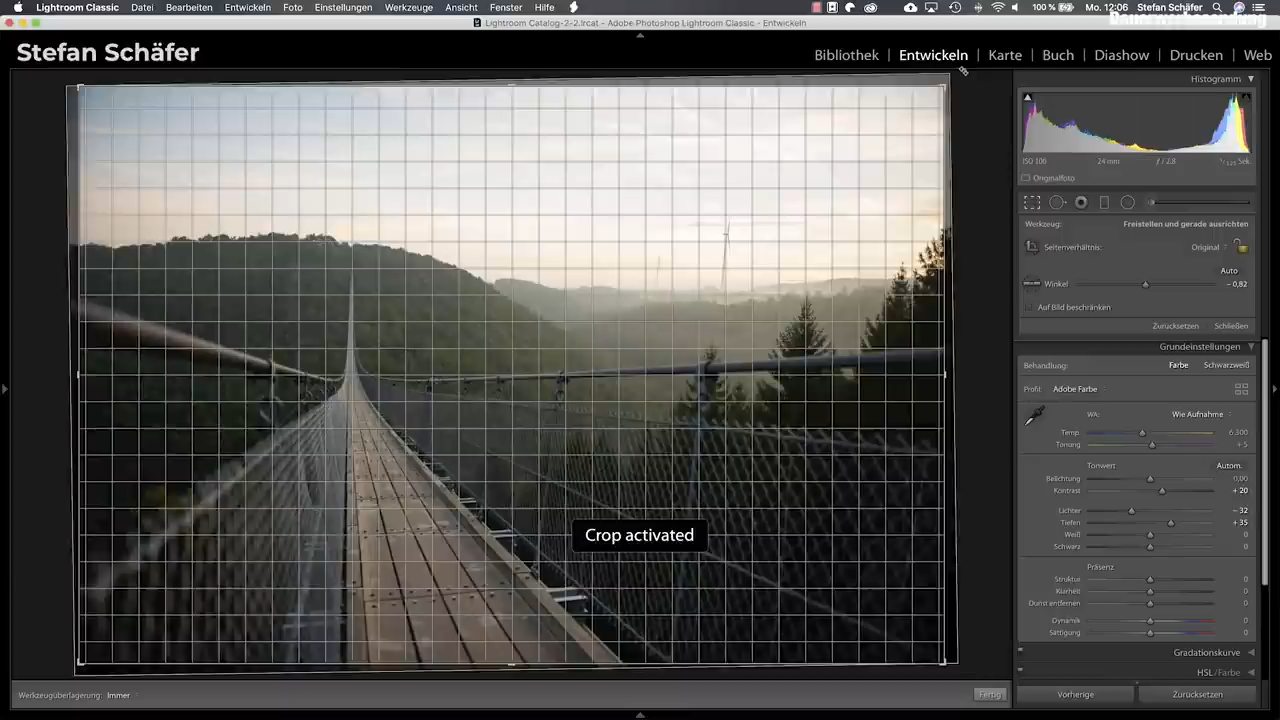 Lightroom Classic Datei Bearbeiten Entwickeln Foto Einstellungen Werkzeuge Ansicht Fenster Hilfe 100 % Mo. 12:06 Stefan Schäfer
Dauerwerbesendung
Lightroom Catalog-2-2.lrcat - Adobe Photoshop Lightroom Classic - Entwickeln
Stefan Schäfer
Bibliothek | Entwickeln | Karte | Buch | Diashow | Drucken | Web
Histogramm
ISO 100 24 mm ƒ / 2,8 Sek.
Originalfoto
Werkzeug: Freistellen und gerade ausrichten
Seitenverhältnis: Original
Auto
Winkel - 0,82
Auf Bild beschränken
Zurücksetzen Schließen
Grundeinstellungen
Behandlung: Farbe Schwarzweiß
Profil Adobe Farbe
WA: Wie Aufnahme
Temp. 6.300
Tönung + 5
Tonwert Autom.
Belichtung 0,00
Kontrast + 20
Lichter - 32
Tiefen + 35
Weiß 0
Schwarz 0
Präsenz
Struktur 0
Klarheit 0
Dunst entfernen 0
Dynamik 0
Sättigung 0
Crop activated
Gradationskurve
HSL/Farbe
Werkzeugüberlagerung: Immer
Fertig
Vorherige Zurücksetzen